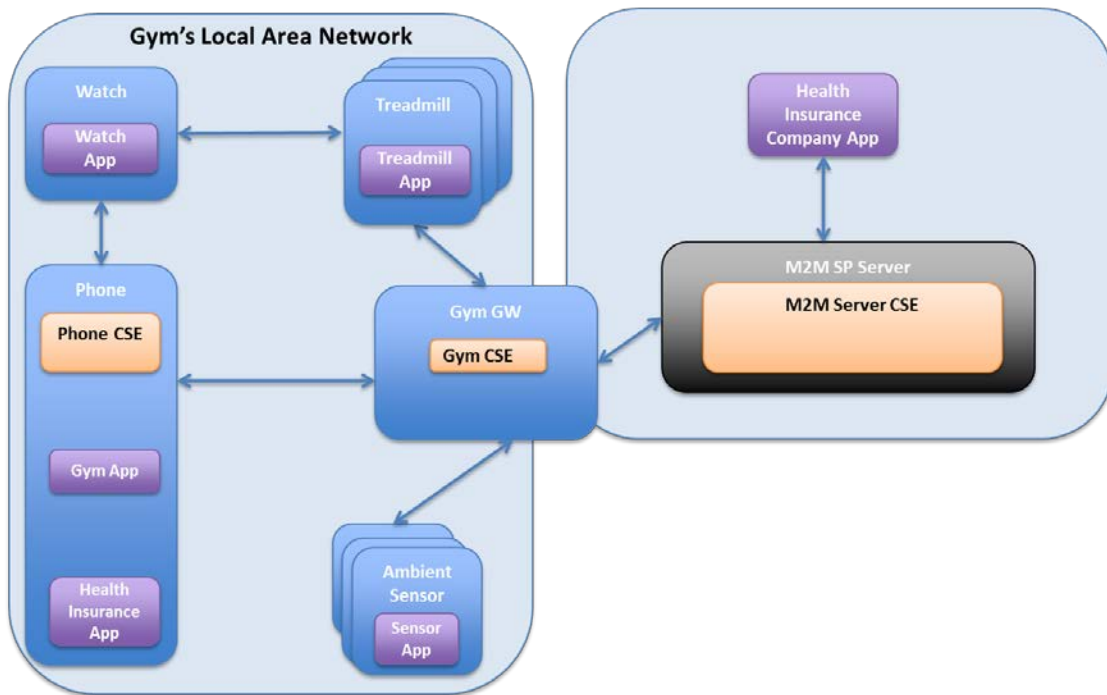 Gym's Local Area Network
Watch
Watch
App
Treadmill
Treadmill
App
Phone
Phone CSE
Gym App
Health
Insurance
App
Gym GW
Gym CSE
Ambient
Sensor
Sensor
App
Health
Insurance
Company App
M2M SP Server
M2M Server CSE